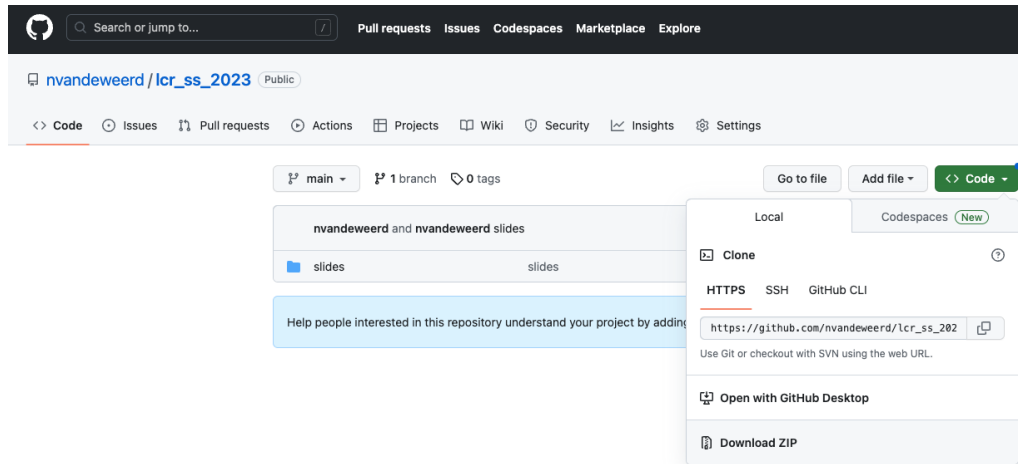 Search or jump to... /
Pull requests Issues Codespaces Marketplace Explore
nvandeweerd / lcr_ss_2023 Public
<> Code Issues Pull requests Actions Projects Wiki Security Insights Settings
main 1 branch 0 tags Go to file Add file <> Code
Local Codespaces New
nvandeweerd and nvandeweerd slides
Clone
slides slides
HTTPS SSH GitHub CLI
Help people interested in this repository understand your project by adding
https://github.com/nvandeweerd/lcr_ss_202
Use Git or checkout with SVN using the web URL.
Open with GitHub Desktop
Download ZIP